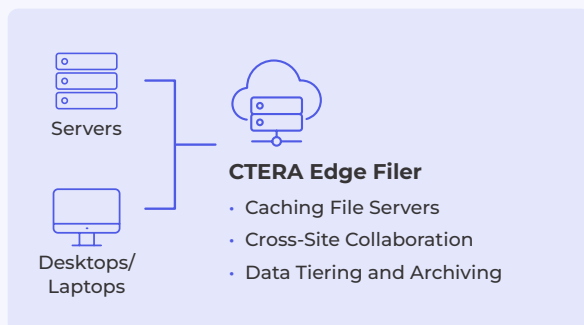 Servers
Desktops/
Laptops
CTERA Edge Filer
• Caching File Servers
• Cross-Site Collaboration
• Data Tiering and Archiving